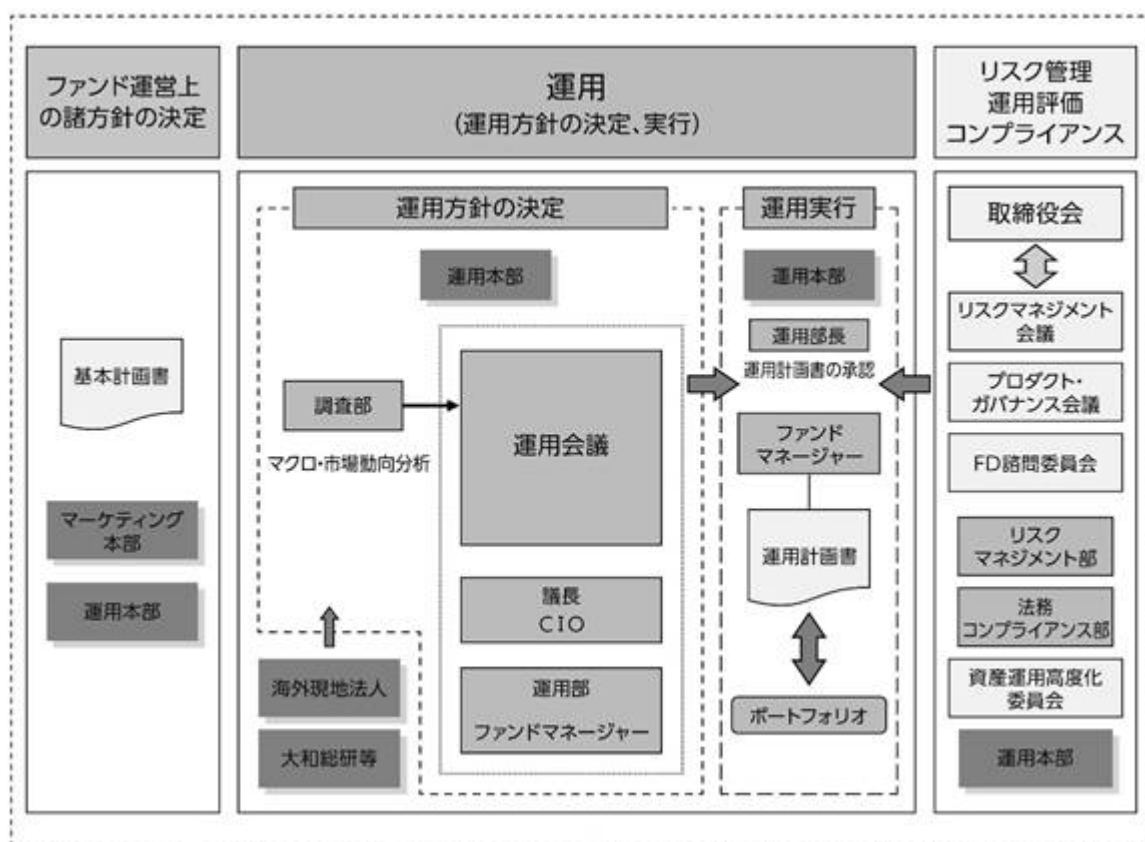 ファンド運営上
の諸方針の決定
運用
(運用方針の決定、実行)
リスク管理
運用評価
コンプライアンス
基本計画書
マーケティング
本部
運用本部
運用方針の決定
運用本部
調査部
マクロ・市場動向分析
運用会議
議長
CIO
運用部
ファンドマネージャー
海外現地法人
大和総研等
運用実行
運用本部
運用部長
運用計画書の承認
ファンド
マネージャー
運用計画書
ポートフォリオ
取締役会
リスクマネジメント
会議
プロダクト・
ガバナンス会議
FD諮問委員会
リスク
マネジメント部
法務
コンプライアンス部
資産運用高度化
委員会
運用本部